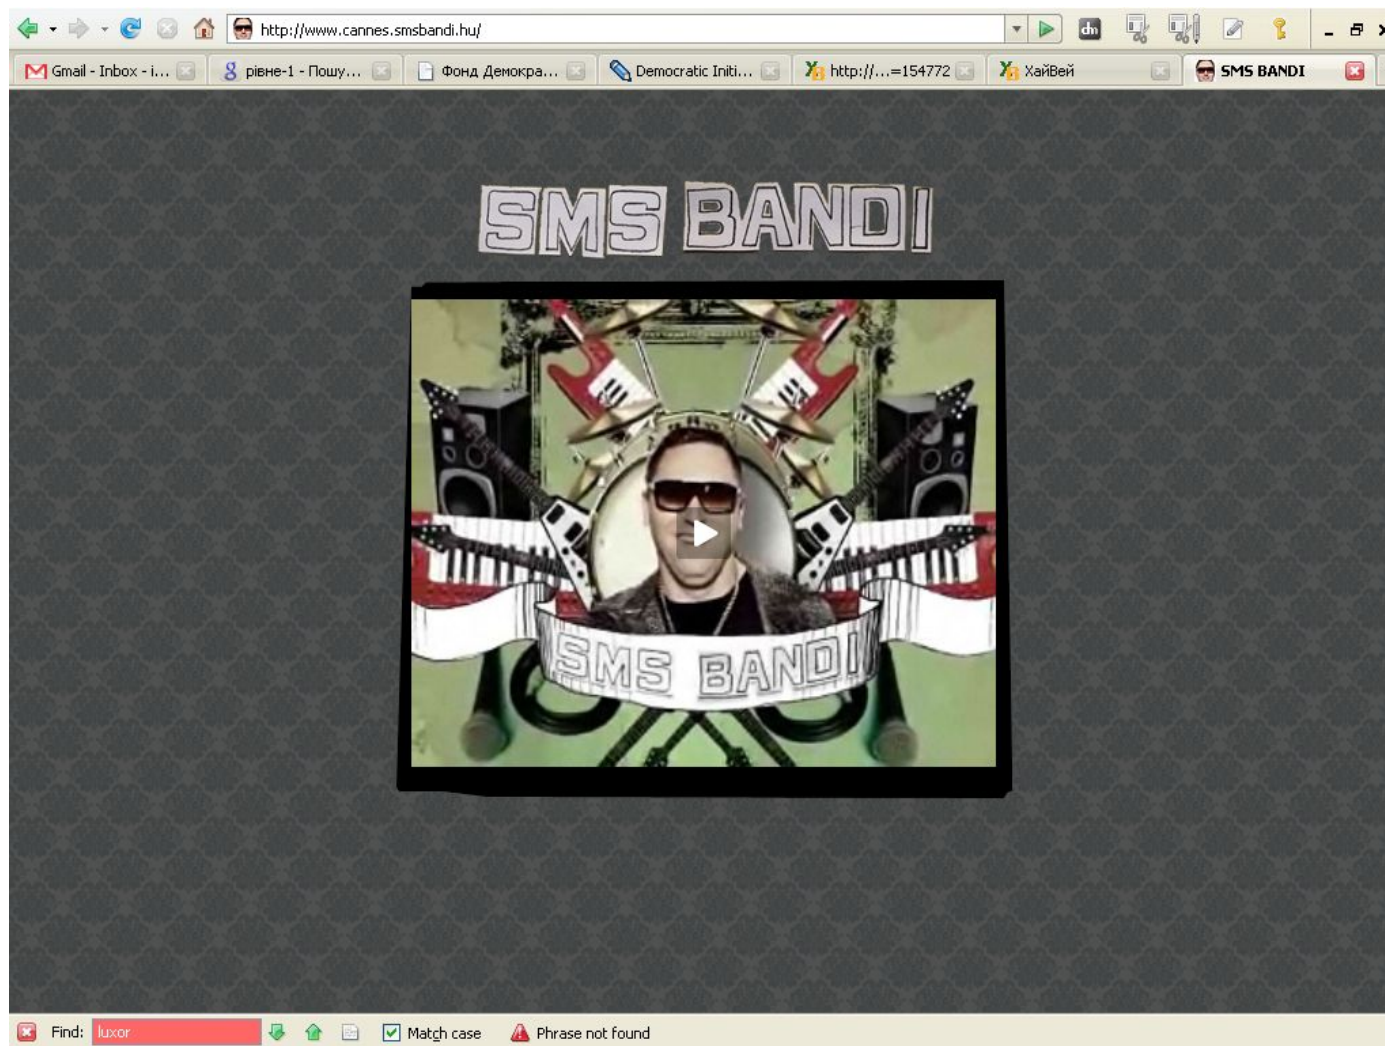 http://www.cannes.smsbandi.hu/
dm
Gmail - Inbox - i...
рівне-1 - Пошу...
Фонд Демокра...
Democratic Initi...
http://...=154772
ХайВей
SMS BANDI
SMS BANDI
SMS BANDI
Find: luxor
Match case
Phrase not found